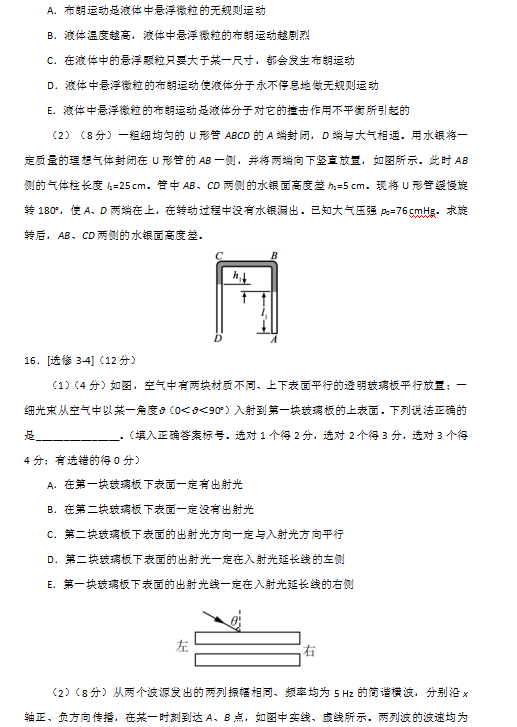 A．布朗运动是液体中悬浮微粒的无规则运动
B．液体温度越高，液体中悬浮微粒的布朗运动越剧烈
C．在液体中的悬浮颗粒只要大于某一尺寸，都会发生布朗运动
D．液体中悬浮微粒的布朗运动使液体分子永不停息地做无规则运动
E．液体中悬浮微粒的布朗运动是液体分子对它的撞击作用不平衡所引起的
（2）（8分）一粗细均匀的U形管ABCD的A端封闭，D端与大气相通。用水银将一
定质量的理想气体封闭在U形管的AB一侧，并将两端向下竖直放置，如图所示。此时AB
侧的气体柱长度l₁=25 cm。管中AB、CD两侧的水银面高度差h₁=5 cm。现将U形管缓慢旋
转180°，使A、D两端在上，在转动过程中没有水银漏出。已知大气压强p₀=76 cmHg。求旋
转后，AB、CD两侧的水银面高度差。
C B
h₁
l₁
D A
16．[选修3-4]（12分）
（1）（4分）如图，空气中有两块材质不同、上下表面平行的透明玻璃板平行放置；一
细光束从空气中以某一角度θ（0＜θ＜90°）入射到第一块玻璃板的上表面。下列说法正确的
是______________。（填入正确答案标号。选对1个得2分，选对2个得3分，选对3个得
4分；有选错的得0分）
A．在第一块玻璃板下表面一定有出射光
B．在第二块玻璃板下表面一定没有出射光
C．第二块玻璃板下表面的出射光方向一定与入射光方向平行
D．第二块玻璃板下表面的出射光一定在入射光延长线的左侧
E．第一块玻璃板下表面的出射光线一定在入射光延长线的右侧
θ
左 右
（2）（8分）从两个波源发出的两列振幅相同、频率均为5 Hz的简谐横波，分别沿x
轴正、负方向传播，在某一时刻到达A、B点，如图中实线、虚线所示。两列波的波速均为